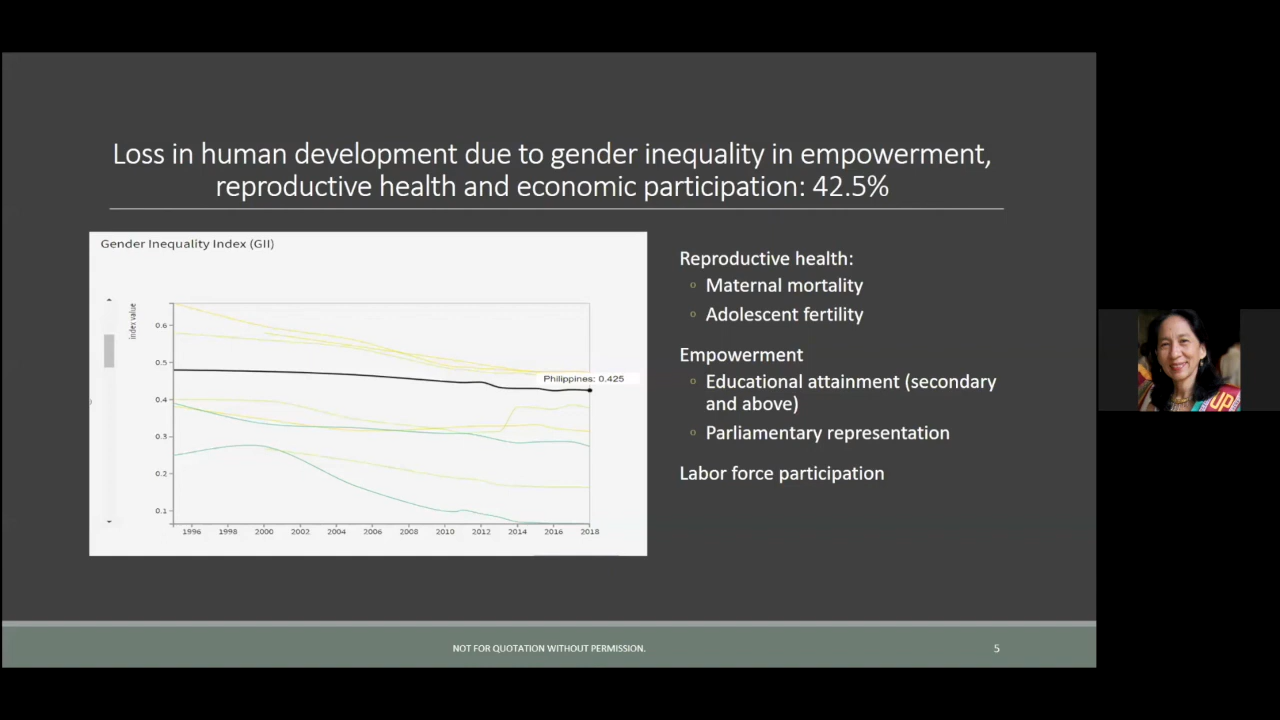 Loss in human development due to gender inequality in empowerment,
reproductive health and economic participation: 42.5%
Gender Inequality Index (GII)
index value
0.6
0.5
0.4
0.3
0.2
0.1
Philippines: 0.425
1996 1998 2000 2002 2004 2006 2008 2010 2012 2014 2016 2018
Reproductive health:
Maternal mortality
Adolescent fertility
Empowerment
Educational attainment (secondary
and above)
Parliamentary representation
Labor force participation
UP
NOT FOR QUOTATION WITHOUT PERMISSION.
5